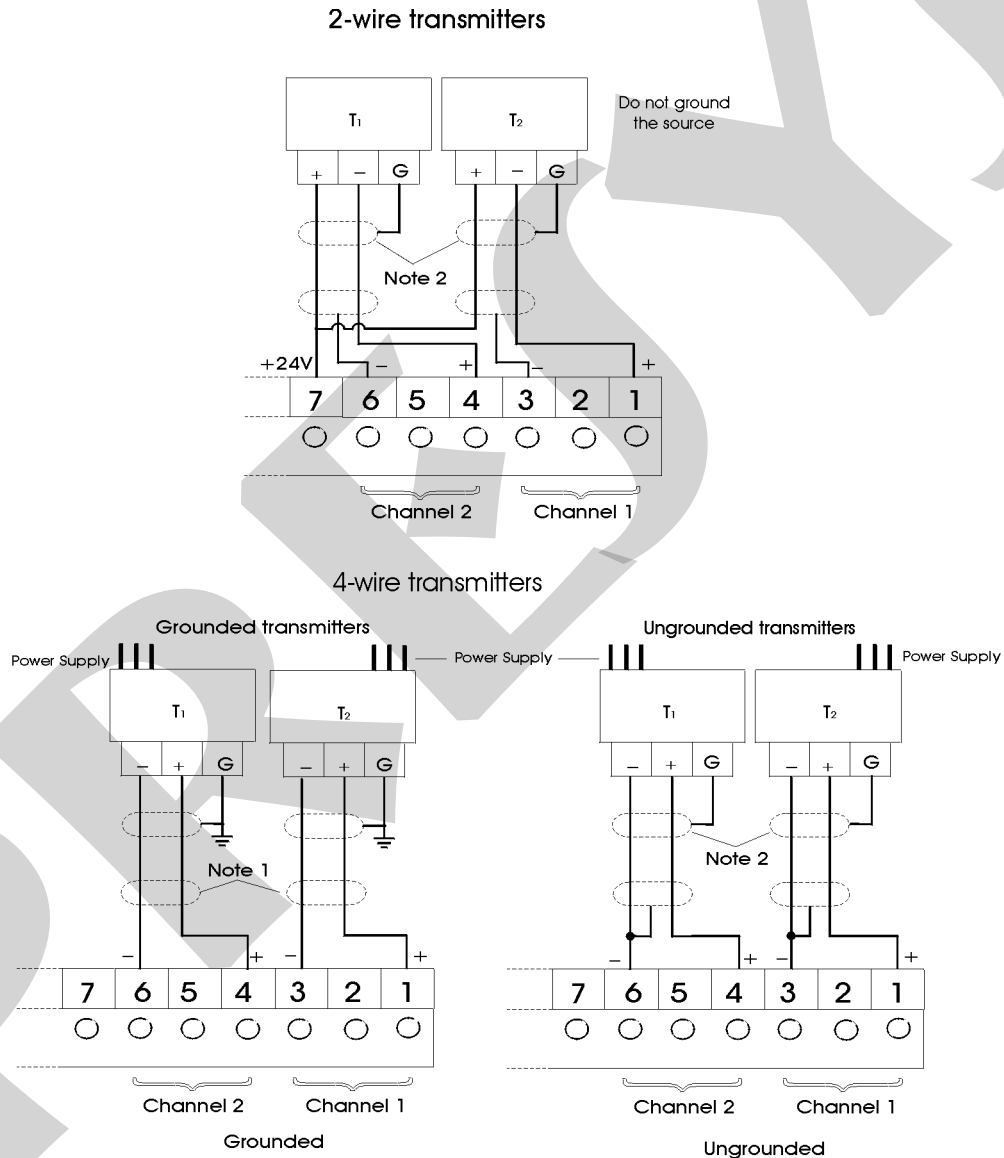 2-wire transmitters
T1 T2
Do not ground
the source
+ − G + − G
Note 2
+24V − + − +
7 6 5 4 3 2 1
Channel 2 Channel 1
4-wire transmitters
Grounded transmitters Ungrounded transmitters
Power Supply Power Supply Power Supply
T1 T2 T1 T2
− + G − + G − + G − + G
Note 1 Note 2
− + − + − + − +
7 6 5 4 3 2 1 7 6 5 4 3 2 1
Channel 2 Channel 1 Channel 2 Channel 1
Grounded Ungrounded
PRESYS